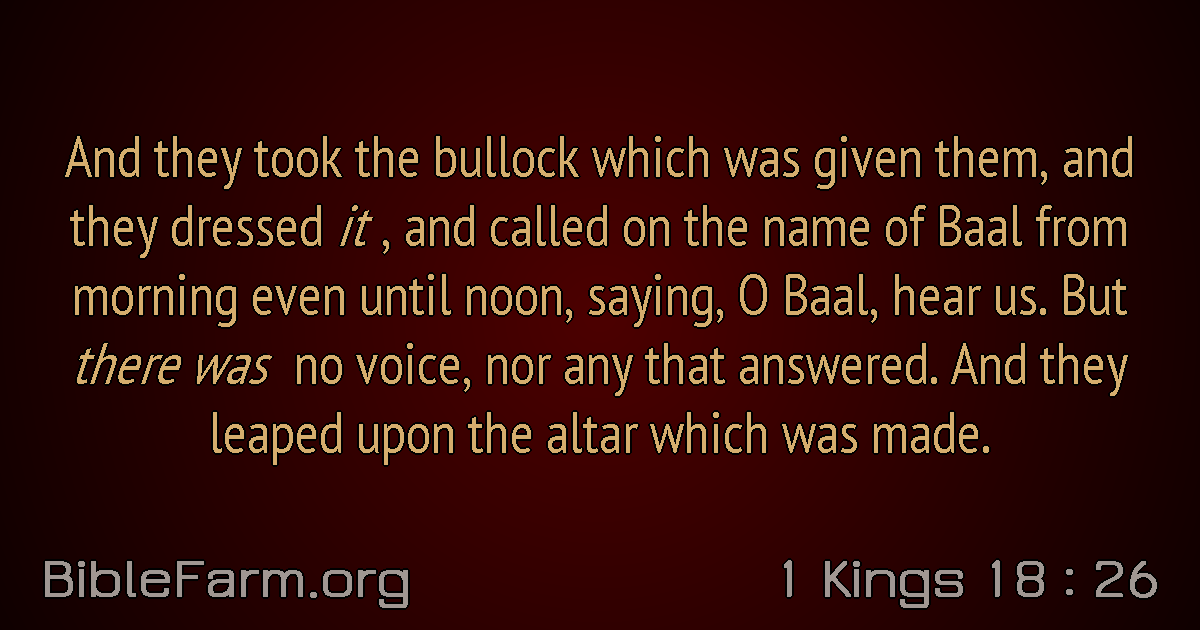 And they took the bullock which was given them, and
they dressed it , and called on the name of Baal from
morning even until noon, saying, O Baal, hear us. But
there was  no voice, nor any that answered. And they
leaped upon the altar which was made.
BibleFarm.org
1 Kings 18 : 26